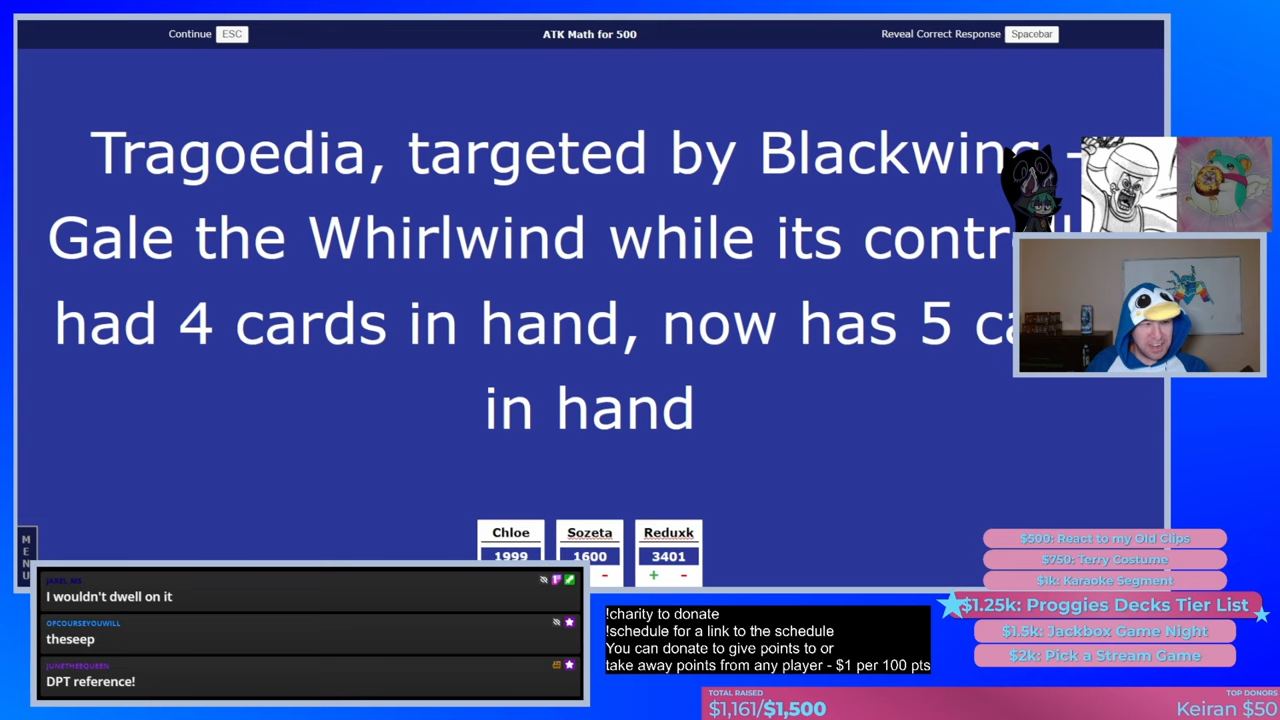 Continue ESC
ATK Math for 500
Reveal Correct Response Spacebar
Tragoedia, targeted by Blackwing -
Gale the Whirlwind while its
had 4 cards in hand, now has 5
in hand
MENU
Chloe
1999
Sozeta
1600
-
Reduxk
3401
+ -
JAXEL MS
I wouldn't dwell on it
OFCOURSEYOUWILL
theseep
JUNETHEQUEEN
DPT reference!
!charity to donate
!schedule for a link to the schedule
You can donate to give points to or
take away points from any player - $1 per 100 pts
$500: React to my Old Clips
$750: Terry Costume
$1k: Karaoke Segment
$1.25k: Proggies Decks Tier List
$1.5k: Jackbox Game Night
$2k: Pick a Stream Game
TOTAL RAISED
$1,161/$1,500
TOP DONORS
Keiran $50